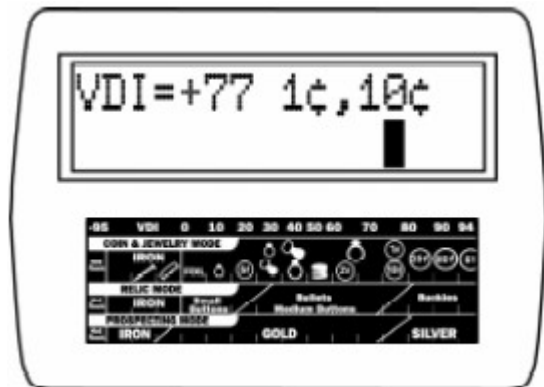 VDI=+77 1¢,10¢
-95 VDI 0 10 20 30 40 50 60 70 80 90 94
COIN & JEWELRY MODE
IRON
RELIC MODE
IRON Small Buttons Bullets Medium Buttons Buckles
PROSPECTING MODE
IRON GOLD SILVER